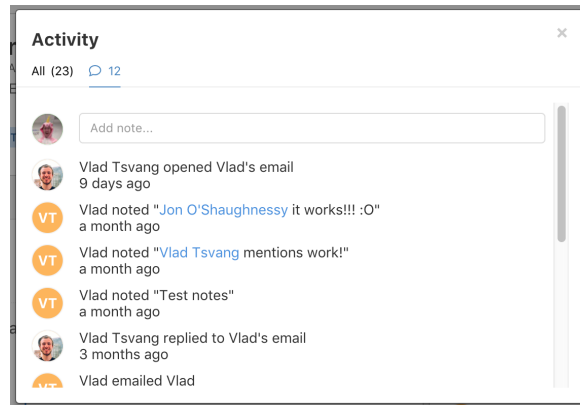 Activity
×
All (23) 12
Add note...
Vlad Tsvang opened Vlad's email
9 days ago
VT
Vlad noted "Jon O'Shaughnessy it works!!! :O"
a month ago
VT
Vlad noted "Vlad Tsvang mentions work!"
a month ago
VT
Vlad noted "Test notes"
a month ago
Vlad Tsvang replied to Vlad's email
3 months ago
VT
Vlad emailed Vlad